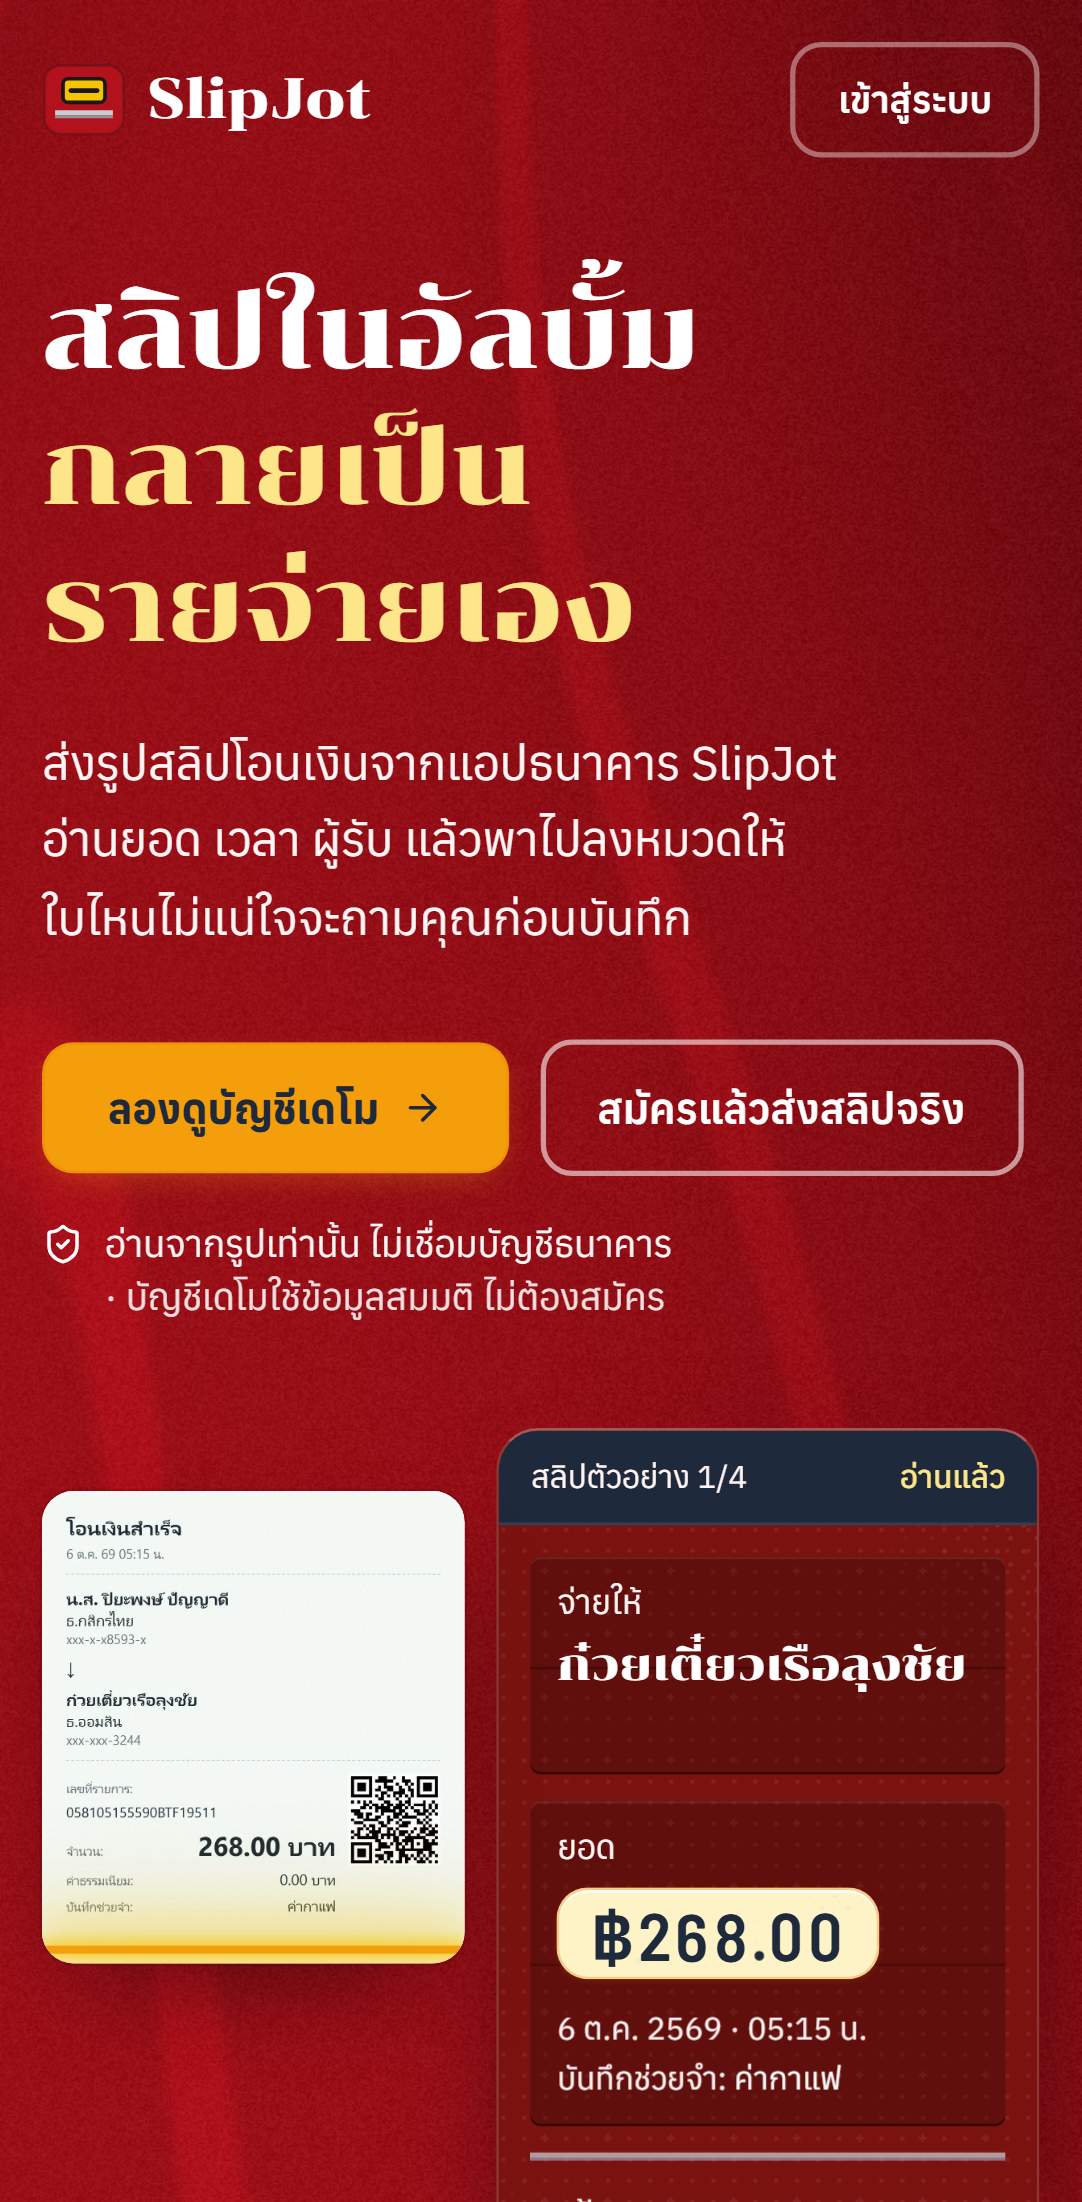 SlipJot
เข้าสู่ระบบ
สลิปในอัลบั้ม
กลายเป็น
รายจ่ายเอง
ส่งรูปสลิปโอนเงินจากแอปธนาคาร SlipJot
อ่านยอด เวลา ผู้รับ แล้วพาไปลงหมวดให้
ใบไหนไม่แน่ใจจะถามคุณก่อนบันทึก
ลองดูบัญชีเดโม →
สมัครแล้วส่งสลิปจริง
อ่านจากรูปเท่านั้น ไม่เชื่อมบัญชีธนาคาร
· บัญชีเดโมใช้ข้อมูลสมมติ ไม่ต้องสมัคร
โอนเงินสำเร็จ
6 ต.ค. 69 05:15 น.
น.ส. ปิยะพงษ์ ปัญญาดี
ธ.กสิกรไทย
xxx-x-x8593-x
↓
ก๋วยเตี๋ยวเรือลุงชัย
ธ.ออมสิน
xxx-xxx-3244
เลขที่รายการ:
058105155590BTF19511
จำนวน: 268.00 บาท
ค่าธรรมเนียม: 0.00 บาท
บันทึกช่วยจำ: ค่ากาแฟ
สลิปตัวอย่าง 1/4
อ่านแล้ว
จ่ายให้
ก๋วยเตี๋ยวเรือลุงชัย
ยอด
฿268.00
6 ต.ค. 2569 · 05:15 น.
บันทึกช่วยจำ: ค่ากาแฟ